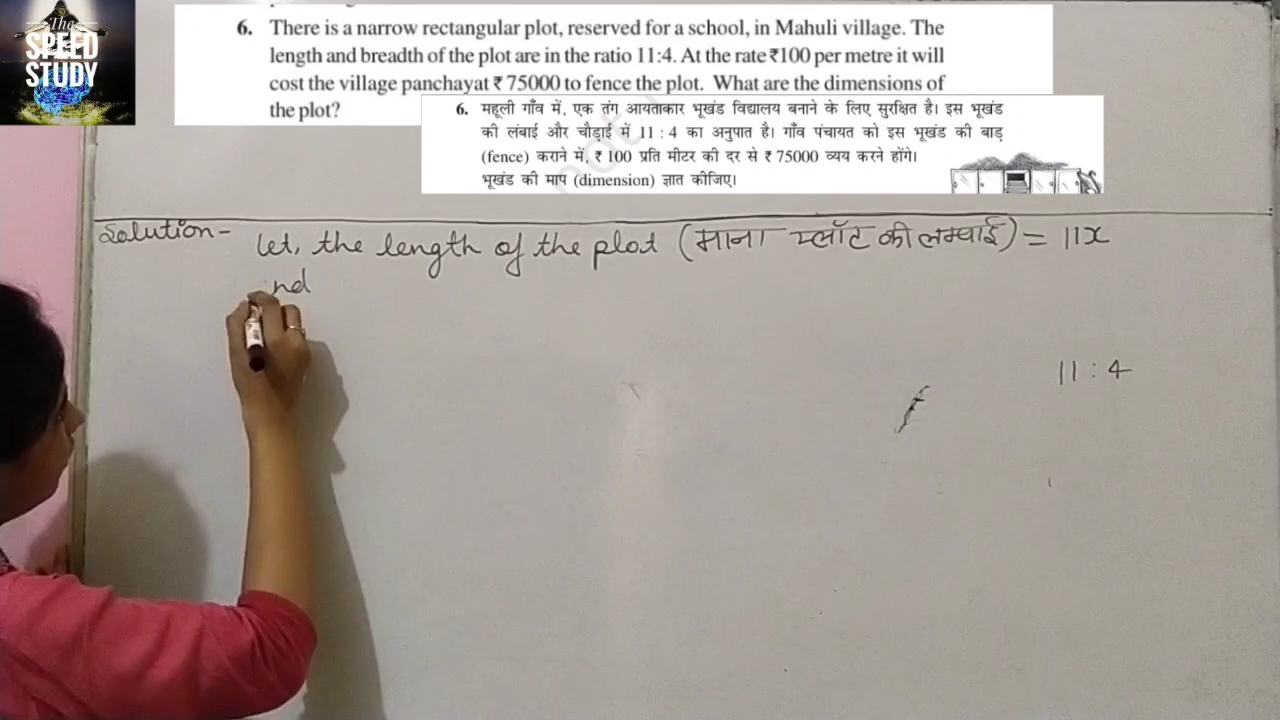 The
SPEED
STUDY
6. There is a narrow rectangular plot, reserved for a school, in Mahuli village. The
length and breadth of the plot are in the ratio 11:4. At the rate ₹100 per metre it will
cost the village panchayat ₹ 75000 to fence the plot. What are the dimensions of
the plot?
6. महूली गाँव में, एक तंग आयताकार भूखंड विद्यालय बनाने के लिए सुरक्षित है। इस भूखंड
की लंबाई और चौड़ाई में 11 : 4 का अनुपात है। गाँव पंचायत को इस भूखंड की बाड़
(fence) कराने में, ₹ 100 प्रति मीटर की दर से ₹ 75000 व्यय करने होंगे।
भूखंड की माप (dimension) ज्ञात कीजिए।
Solution-
Let, the length of the plot (माना प्लॉट की लम्बाई) = 11x
nd
11 : 4